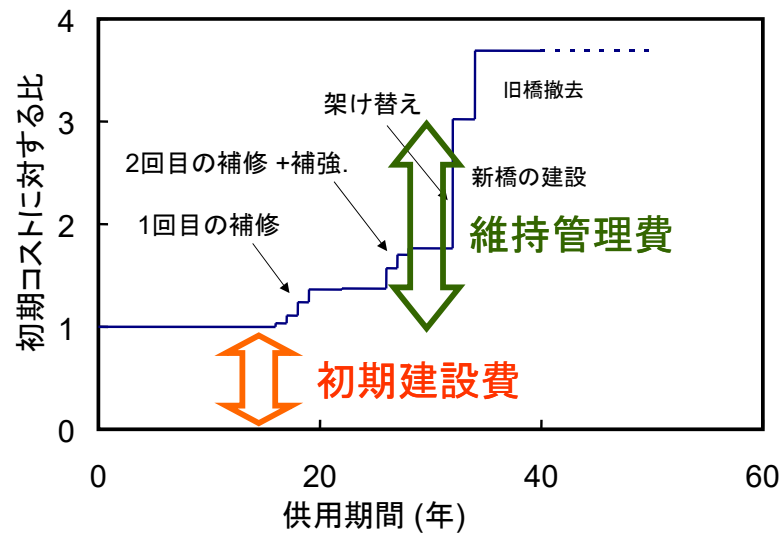 初期コストに対する比
4
3
2
1
0
架け替え
旧橋撤去
2回目の補修 +補強.
新橋の建設
1回目の補修
維持管理費
初期建設費
0
20
40
60
供用期間 (年)